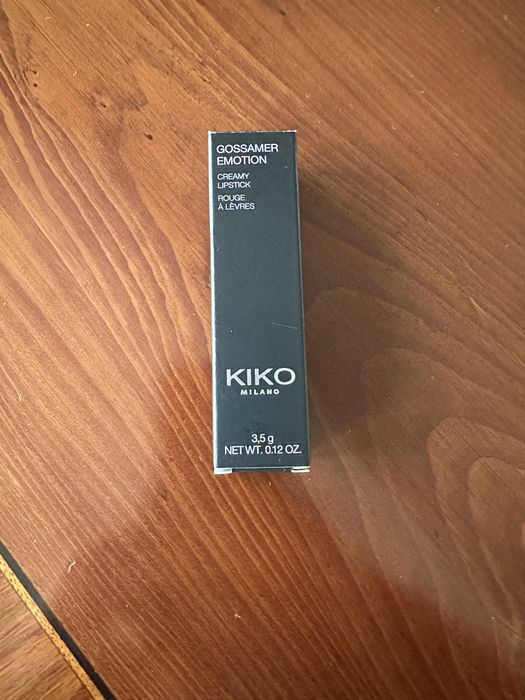 GOSSAMER
EMOTION
CREAMY
LIPSTICK
ROUGE
À LÈVRES
KIKO
MILANO
3,5 g
NET WT. 0.12 OZ.